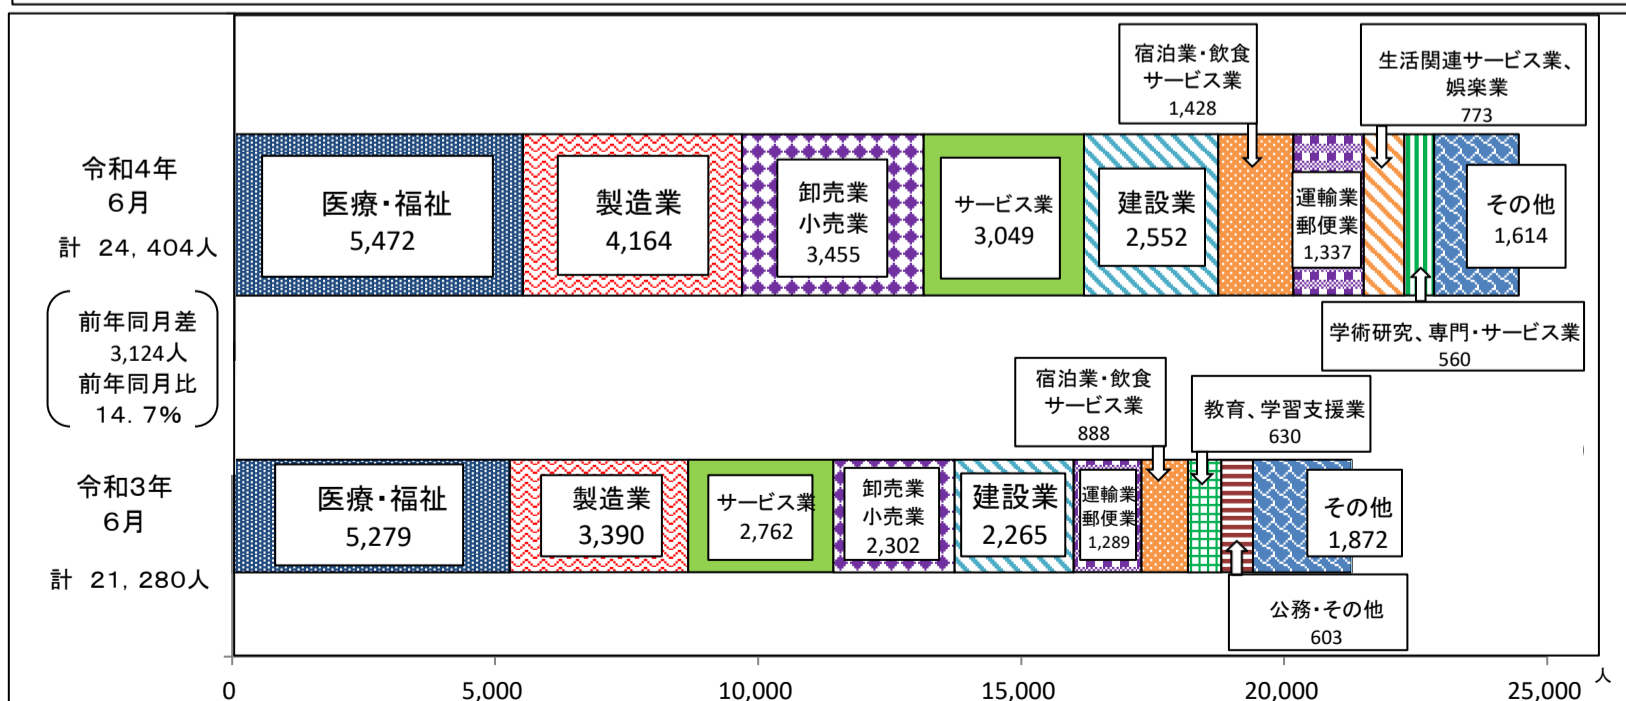 宿泊業・飲食
サービス業
1,428
生活関連サービス業、
娯楽業
773
令和4年
6月
計 24,404人
医療・福祉
5,472
製造業
4,164
卸売業
小売業
3,455
サービス業
3,049
建設業
2,552
運輸業
郵便業
1,337
その他
1,614
学術研究、専門・サービス業
560
前年同月差
3,124人
前年同月比
14.7%
宿泊業・飲食
サービス業
888
教育、学習支援業
630
令和3年
6月
計 21,280人
医療・福祉
5,279
製造業
3,390
サービス業
2,762
卸売業
小売業
2,302
建設業
2,265
運輸業
郵便業
1,289
その他
1,872
公務・その他
603
0 5,000 10,000 15,000 20,000 25,000 人